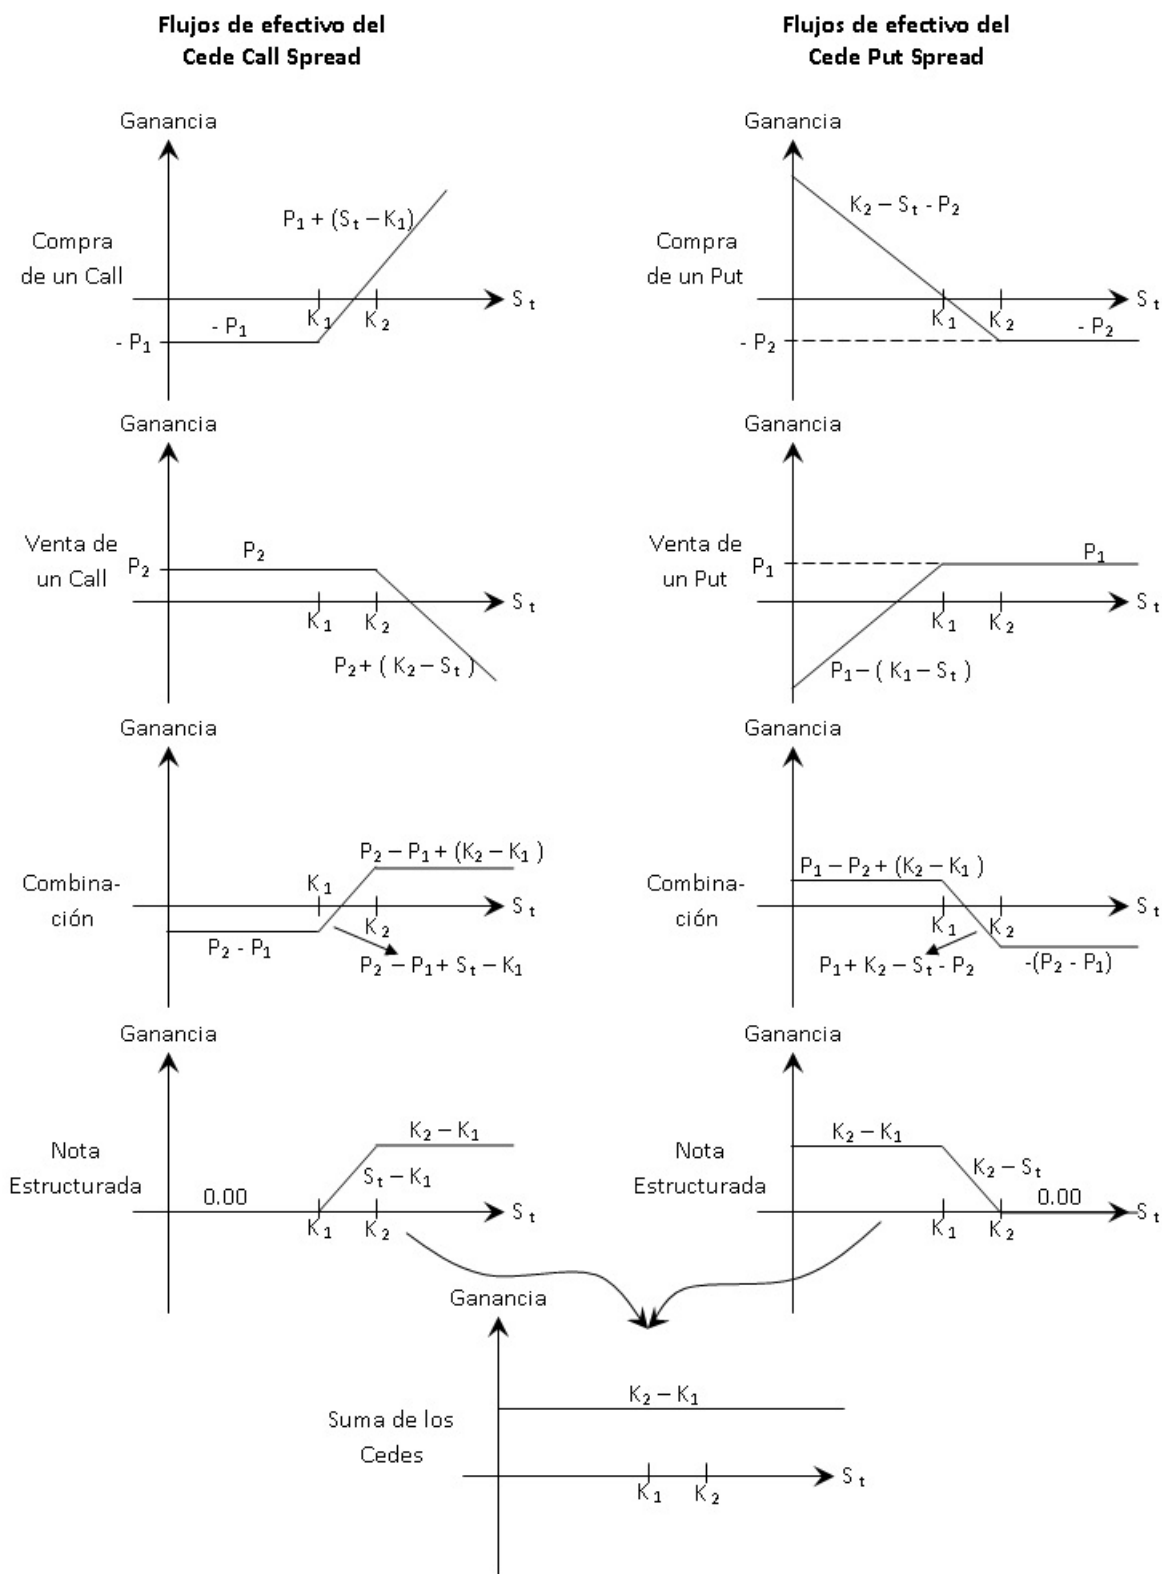 Flujos de efectivo del
Cede Call Spread
Flujos de efectivo del
Cede Put Spread
Ganancia
P₁ + (Sₜ – K₁)
Compra
de un Call
- P₁
- P₁
K₁
K₂
Sₜ
Ganancia
K₂ – Sₜ - P₂
Compra
de un Put
- P₂
K₁
K₂
- P₂
Sₜ
Ganancia
Venta de
un Call
P₂
P₂
K₁
K₂
Sₜ
P₂ + ( K₂ – Sₜ )
Ganancia
Venta de
un Put
P₁
P₁
K₁
K₂
Sₜ
P₁ – ( K₁ – Sₜ )
Ganancia
P₂ – P₁ + (K₂ – K₁ )
Combina-
ción
K₁
K₂
Sₜ
P₂ - P₁
P₂ – P₁ + Sₜ – K₁
Ganancia
P₁ – P₂ + (K₂ – K₁ )
Combina-
ción
K₁
K₂
Sₜ
P₁ + K₂ – Sₜ - P₂
-(P₂ - P₁)
Ganancia
Nota
Estructurada
K₂ – K₁
Sₜ – K₁
0.00
K₁
K₂
Sₜ
Ganancia
Nota
Estructurada
K₂ – K₁
K₂ – Sₜ
0.00
K₁
K₂
Sₜ
Ganancia
K₂ – K₁
Suma de los
Cedes
K₁
K₂
Sₜ